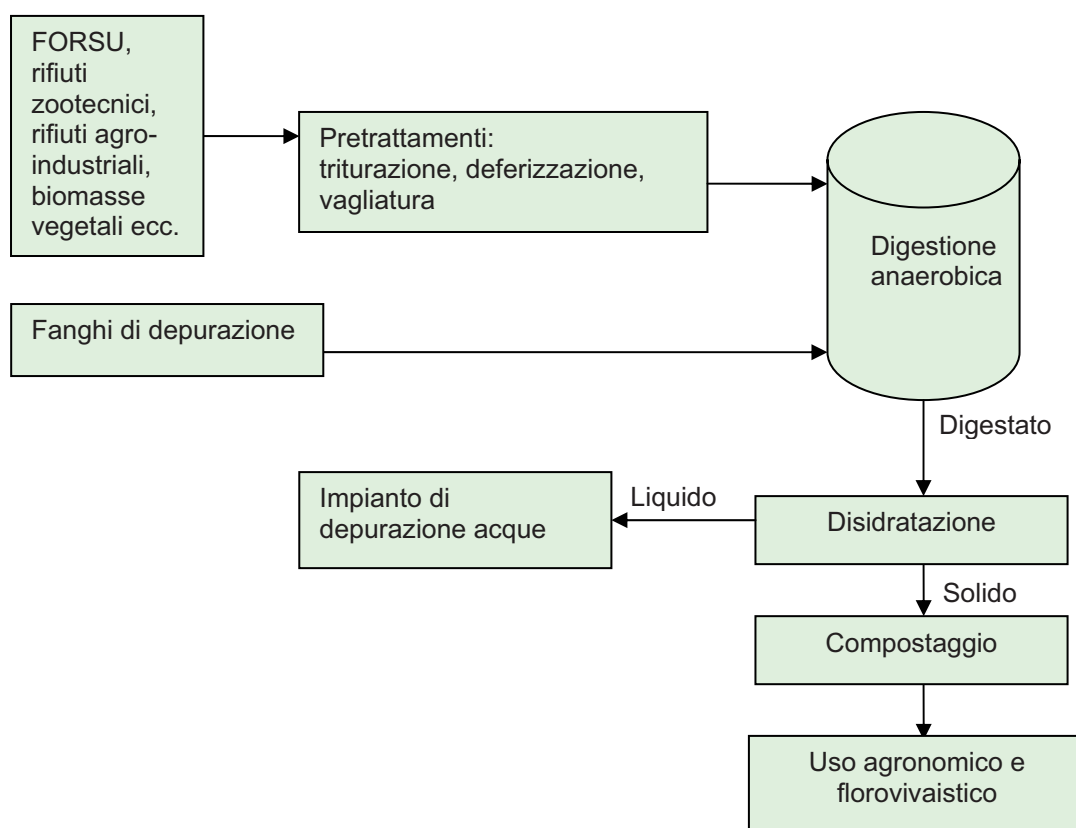 FORSU,
rifiuti
zootecnici,
rifiuti agro-
industriali,
biomasse
vegetali ecc.
Pretrattamenti:
triturazione, deferizzazione,
vagliatura
Digestione
anaerobica
Fanghi di depurazione
Digestato
Impianto di
depurazione acque
Liquido
Disidratazione
Solido
Compostaggio
Uso agronomico e
florovivaistico